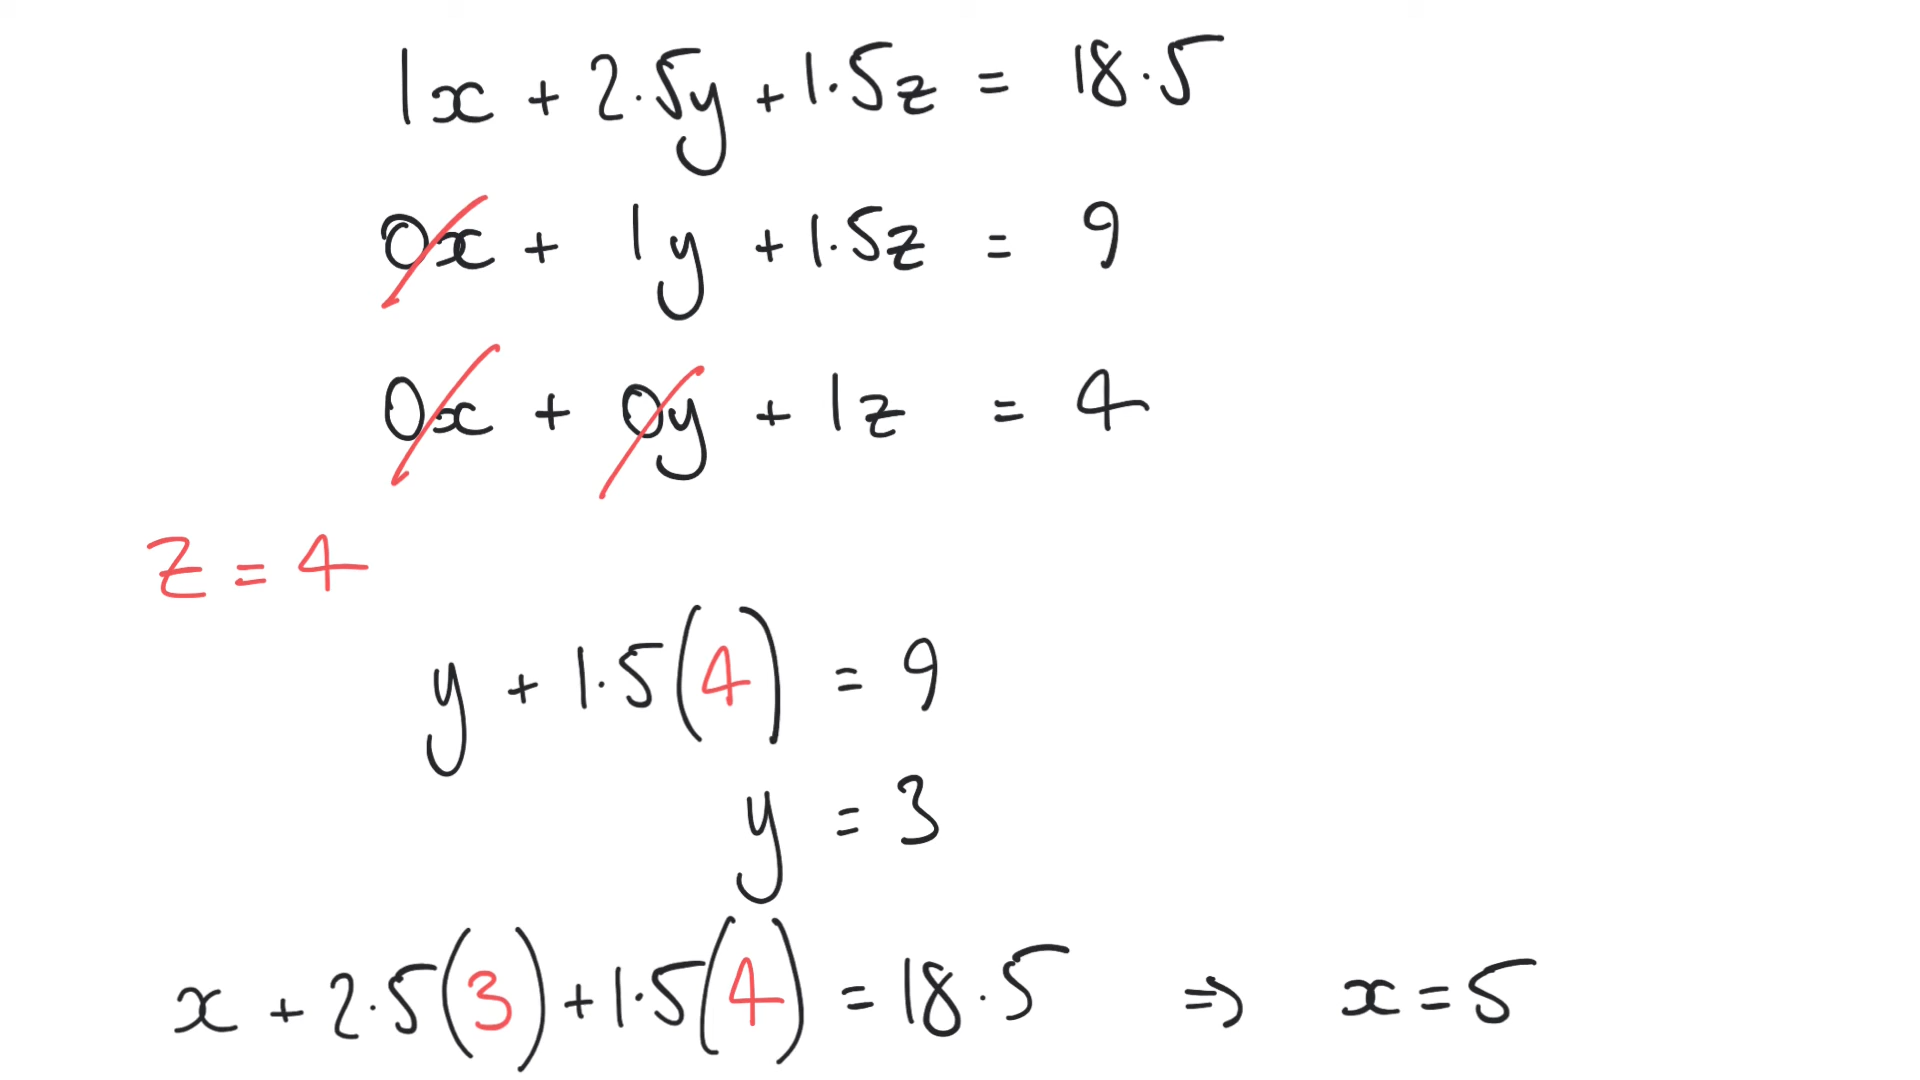 1x + 2.5y + 1.5z = 18.5
0x + 1y + 1.5z = 9
0x + 0y + 1z = 4
z = 4
y + 1.5(4) = 9
y = 3
x + 2.5(3) + 1.5(4) = 18.5 ⇒ x = 5